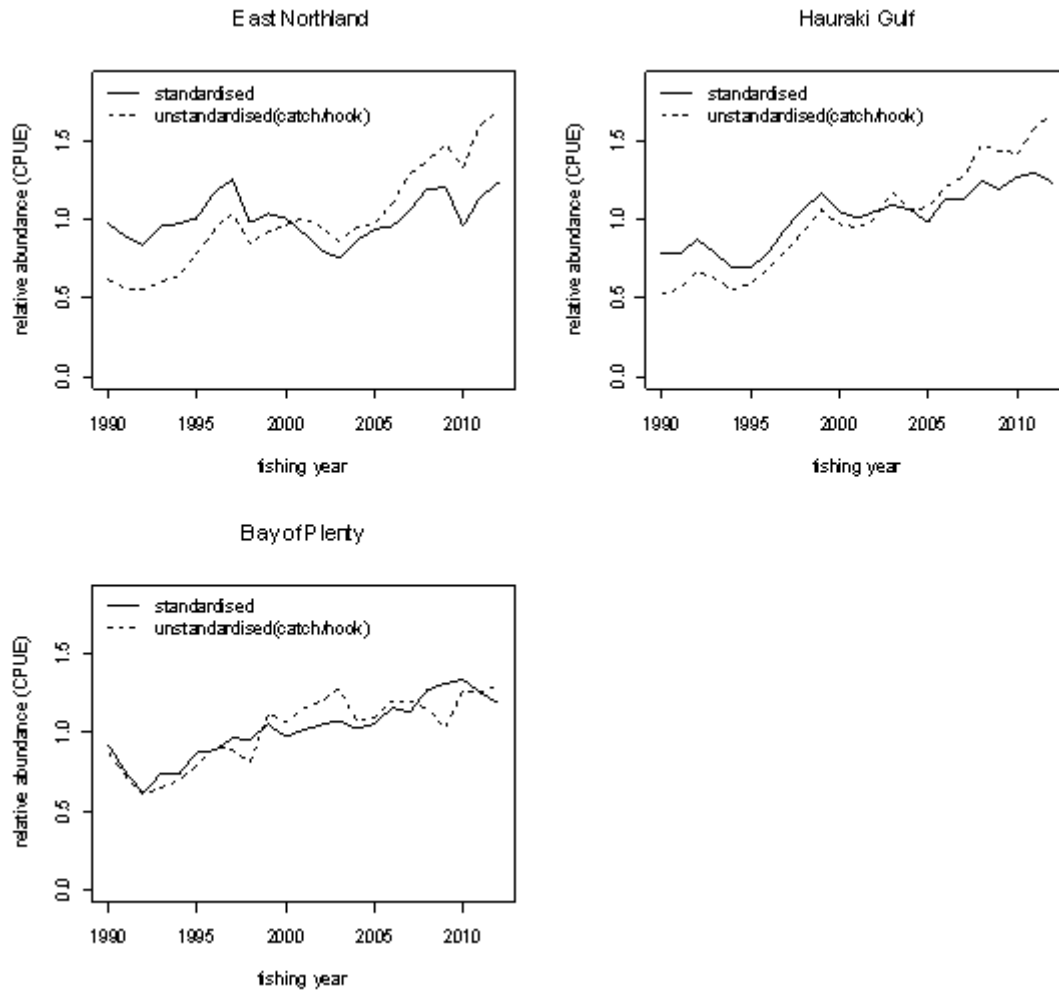 East Northland
standardised
unstandardised(catch/hook)
relative abundance (CPUE)
0.0 0.5 1.0 1.5
1990 1995 2000 2005 2010
fishing year
Hauraki Gulf
standardised
unstandardised(catch/hook)
relative abundance (CPUE)
0.0 0.5 1.0 1.5
1990 1995 2000 2005 2010
fishing year
Bay of Plenty
standardised
unstandardised(catch/hook)
relative abundance (CPUE)
0.0 0.5 1.0 1.5
1990 1995 2000 2005 2010
fishing year